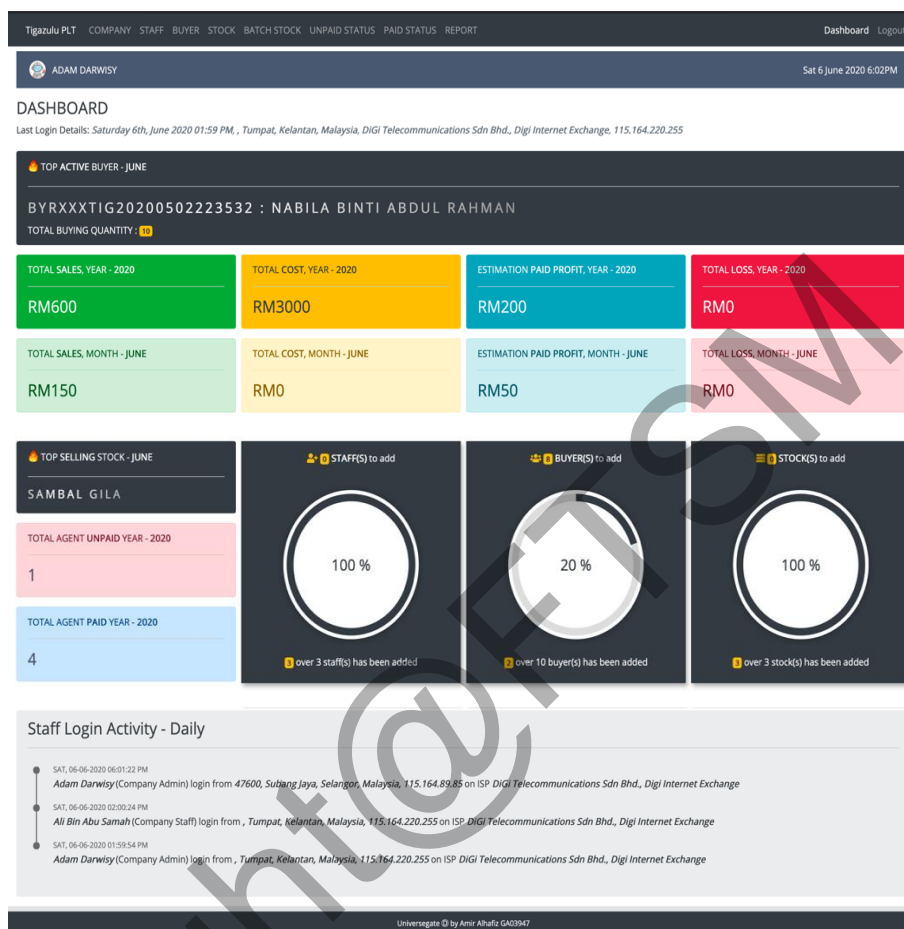 Tigazulu PLT COMPANY STAFF BUYER STOCK BATCH STOCK UNPAID STATUS PAID STATUS REPORT Dashboard Logout
ADAM DARWISY Sat 6 June 2020 6:02PM
DASHBOARD
Last Login Details: Saturday 6th, June 2020 01:59 PM, , Tumpat, Kelantan, Malaysia, DiGi Telecommunications Sdn Bhd., Digi Internet Exchange, 115.164.220.255
TOP ACTIVE BUYER - JUNE
BYRXXXTIG20200502223532 : NABILA BINTI ABDUL RAHMAN
TOTAL BUYING QUANTITY : 10
TOTAL SALES, YEAR - 2020 TOTAL COST, YEAR - 2020 ESTIMATION PAID PROFIT, YEAR - 2020 TOTAL LOSS, YEAR - 2020
RM600 RM3000 RM200 RM0
TOTAL SALES, MONTH - JUNE TOTAL COST, MONTH - JUNE ESTIMATION PAID PROFIT, MONTH - JUNE TOTAL LOSS, MONTH - JUNE
RM150 RM0 RM50 RM0
TOP SELLING STOCK - JUNE
SAMBAL GILA
TOTAL AGENT UNPAID YEAR - 2020
1
TOTAL AGENT PAID YEAR - 2020
4
0 STAFF(S) to add
100 %
3 over 3 staff(s) has been added
8 BUYER(S) to add
20 %
2 over 10 buyer(s) has been added
0 STOCK(S) to add
100 %
3 over 3 stock(s) has been added
Staff Login Activity - Daily
SAT, 06-06-2020 06:01:22 PM
Adam Darwisy (Company Admin) login from 47600, Subang Jaya, Selangor, Malaysia, 115.164.89.85 on ISP DiGi Telecommunications Sdn Bhd., Digi Internet Exchange
SAT, 06-06-2020 02:00:24 PM
Ali Bin Abu Samah (Company Staff) login from , Tumpat, Kelantan, Malaysia, 115.164.220.255 on ISP DiGi Telecommunications Sdn Bhd., Digi Internet Exchange
SAT, 06-06-2020 01:59:54 PM
Adam Darwisy (Company Admin) login from , Tumpat, Kelantan, Malaysia, 115.164.220.255 on ISP DiGi Telecommunications Sdn Bhd., Digi Internet Exchange
Universegate © by Amir Alhafiz GA03947
ht@FTSM